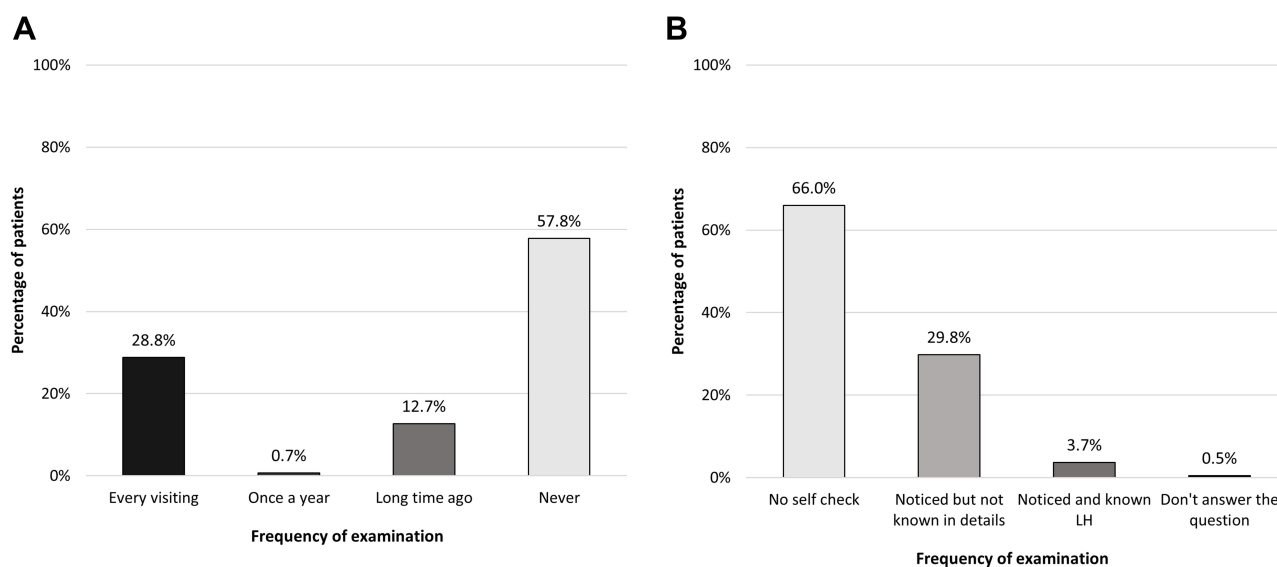 A
100%
80%
60%
40%
20%
0%
Percentage of patients
28.8%
0.7%
12.7%
57.8%
Every visiting
Once a year
Long time ago
Never
Frequency of examination
B
100%
80%
60%
40%
20%
0%
Percentage of patients
66.0%
29.8%
3.7%
0.5%
No self check
Noticed but not
known in details
Noticed and known
LH
Don't answer the
question
Frequency of examination